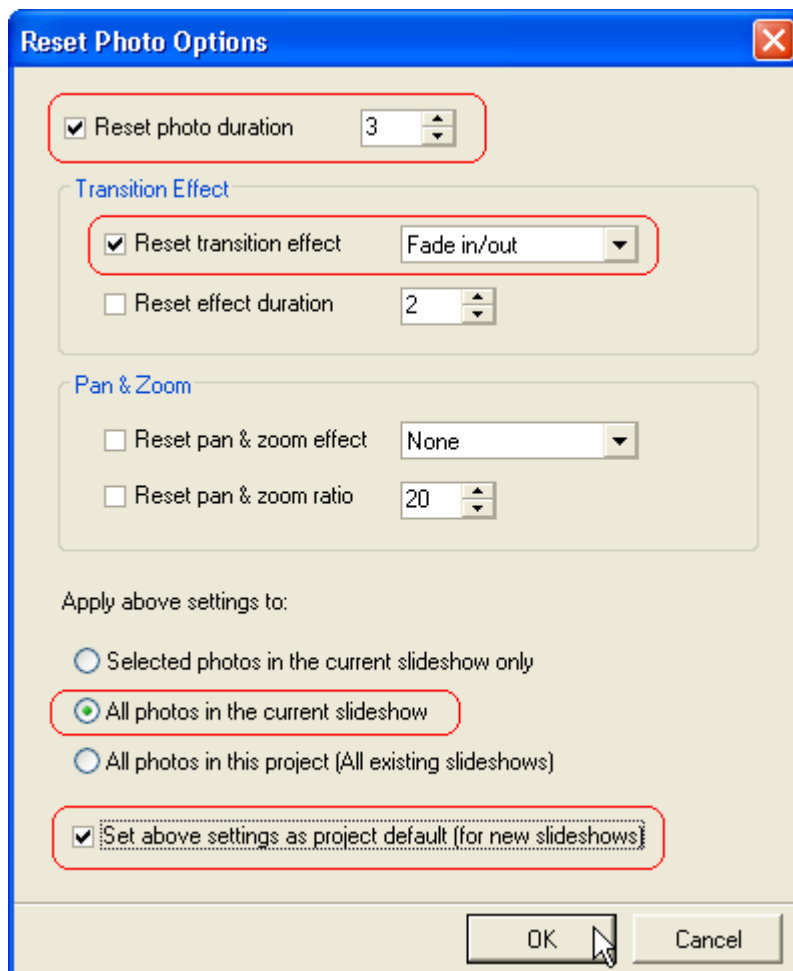 Reset Photo Options
Reset photo duration 3
Transition Effect
Reset transition effect Fade in/out
Reset effect duration 2
Pan & Zoom
Reset pan & zoom effect None
Reset pan & zoom ratio 20
Apply above settings to:
Selected photos in the current slideshow only
All photos in the current slideshow
All photos in this project (All existing slideshows)
Set above settings as project default (for new slideshows)
OK Cancel